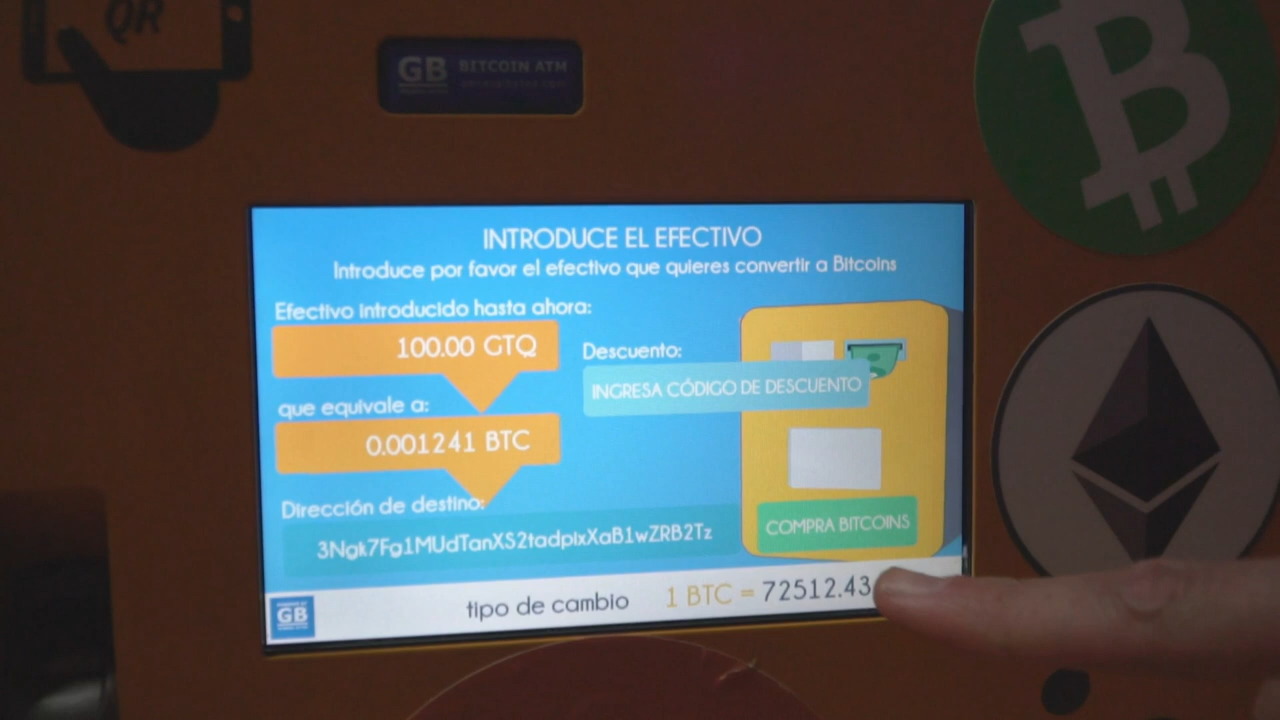 QR
GB BITCOIN ATM
INTRODUCE EL EFECTIVO
Introduce por favor el efectivo que quieres convertir a Bitcoins
Efectivo introducido hasta ahora:
100.00 GTQ
Descuento:
INGRESA CÓDIGO DE DESCUENTO
que equivale a:
0.001241 BTC
Dirección de destino:
3Ngk7Fg1MUdTanXS2tadpixXaB1wZRB2Tz
COMPRA BITCOINS
GB
tipo de cambio 1 BTC = 72512.43